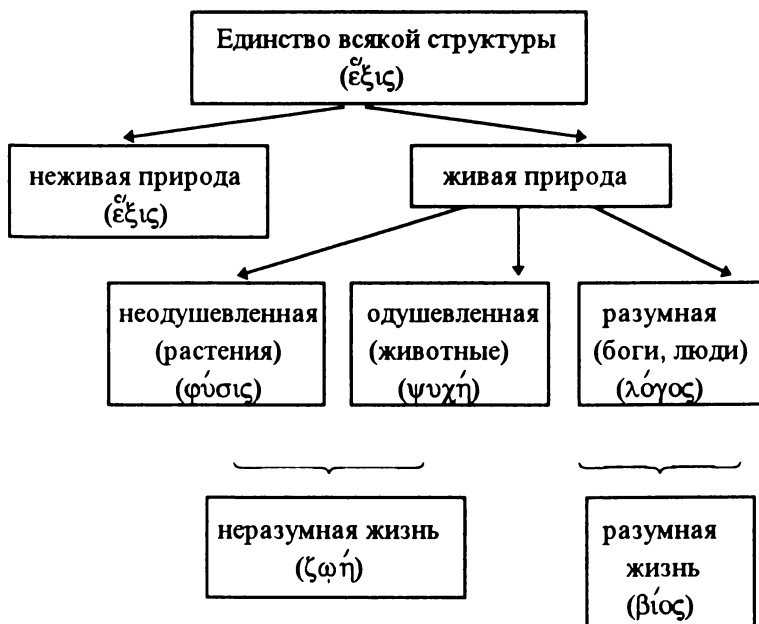 Единство всякой структуры
(ἕξις)
неживая природа
(ἕξις)
живая природа
неодушевленная
(растения)
(φύσις)
одушевленная
(животные)
(ψυχή)
разумная
(боги, люди)
(λόγος)
неразумная жизнь
(ζωή)
разумная
жизнь
(βίος)